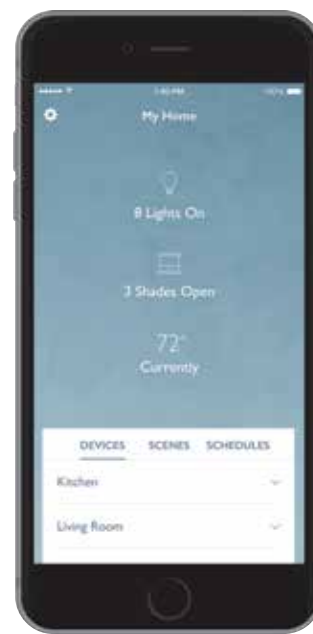 My Home
8 Lights On
3 Shades Open
72°
Currently
DEVICES SCENES SCHEDULES
Kitchen
Living Room